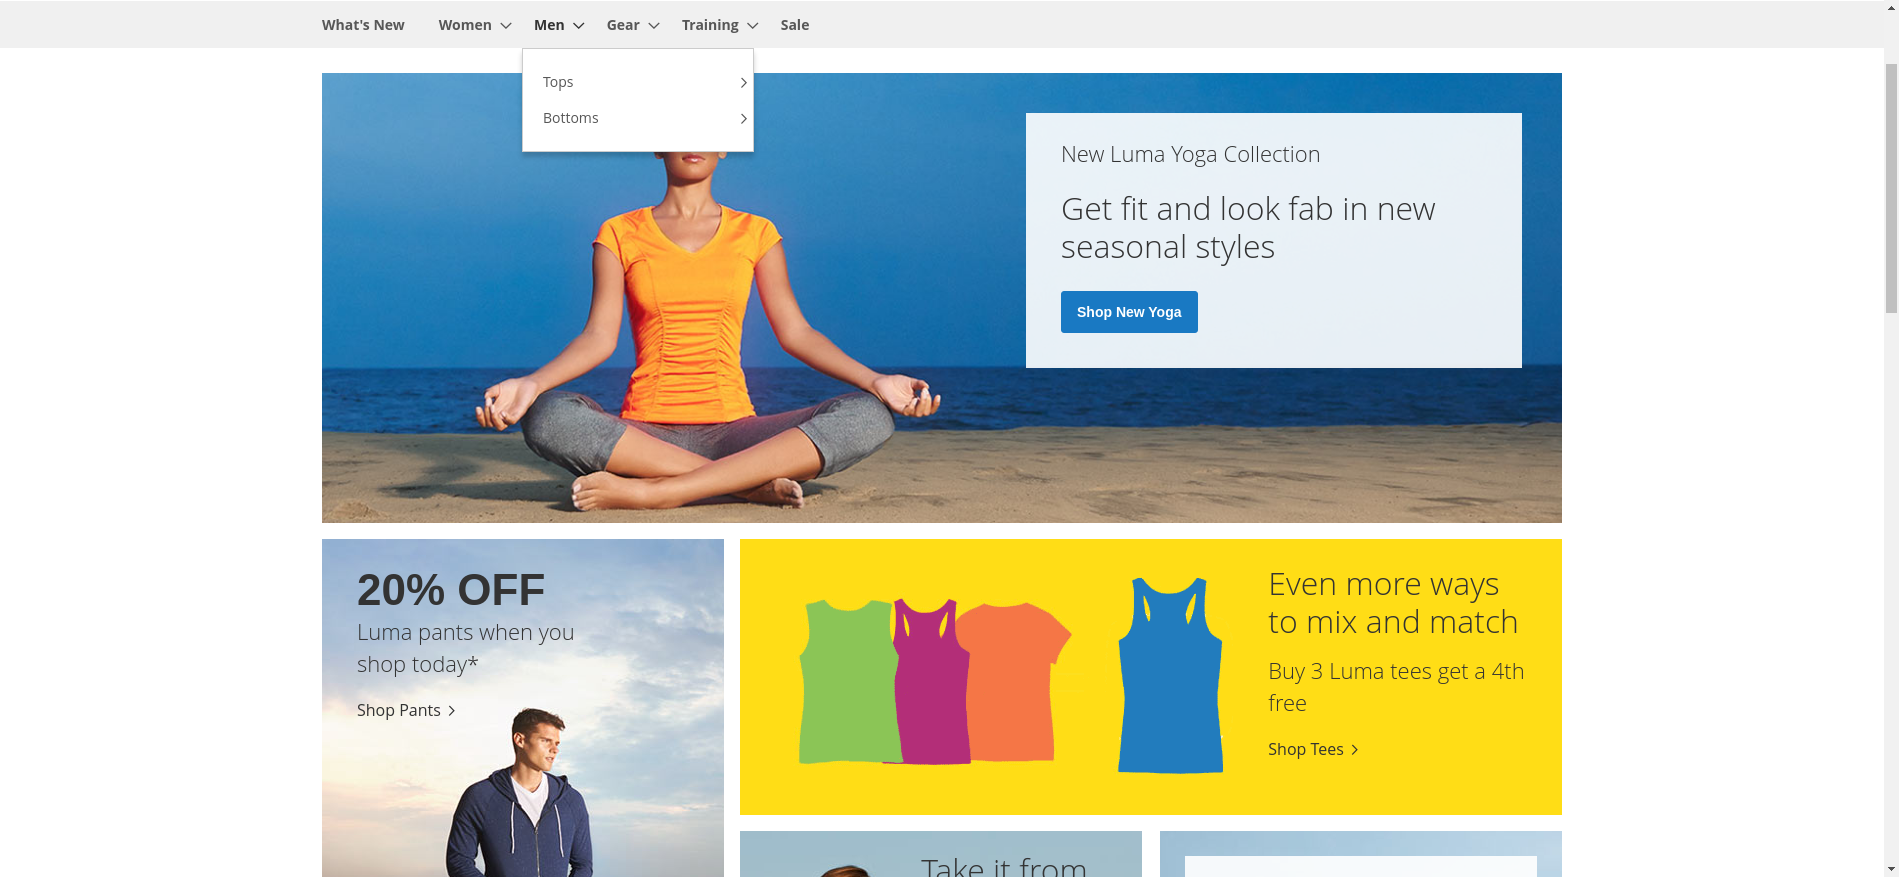 What's New
Women
Men
Gear
Training
Sale
Tops
Bottoms
New Luma Yoga Collection
Get fit and look fab in new
seasonal styles
Shop New Yoga
20% OFF
Luma pants when you
shop today*
Shop Pants
Even more ways
to mix and match
Buy 3 Luma tees get a 4th
free
Shop Tees
Take it from